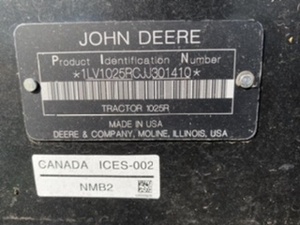 JOHN DEERE
Product Identification Number
*1LV1025RCJJ301410*
TRACTOR 1025R
MADE IN USA
DEERE & COMPANY, MOLINE, ILLINOIS, USA
CANADA ICES-002
NMB2